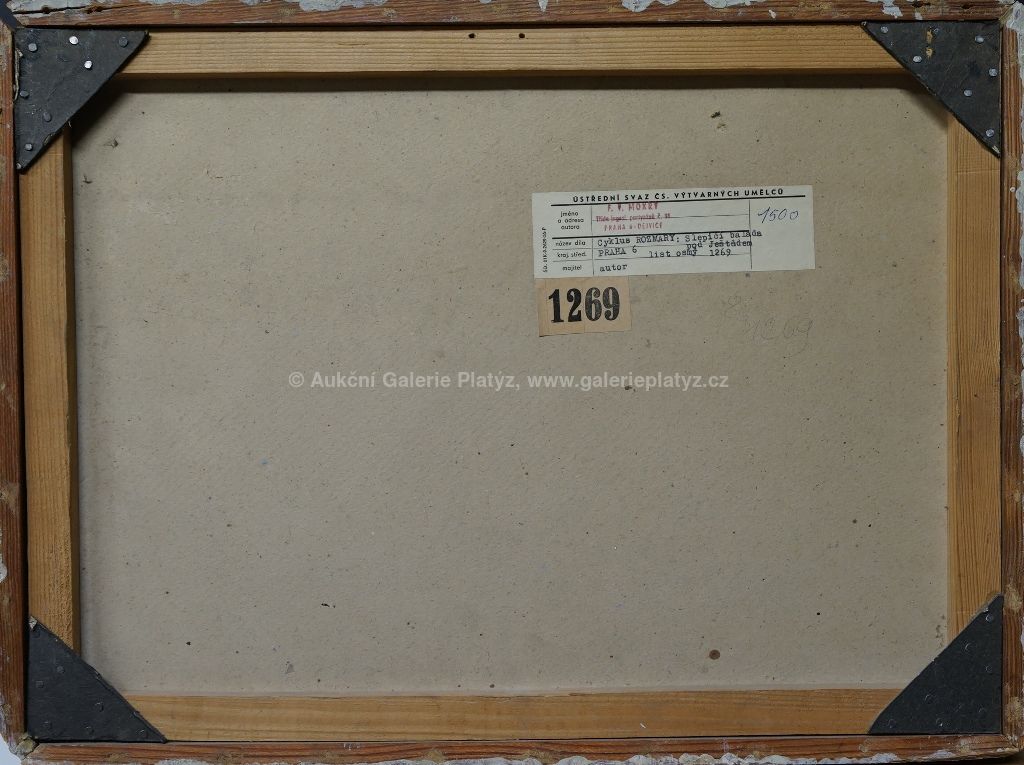 ÚSTŘEDNÍ SVAZ ČS. VÝTVARNÝCH UMĚLCŮ
jméno a adresa autora
F. V. MOKRÝ
PRAHA 6 - DEJVICE
1500
název díla Cyklus ROZMARY: Slepičí balada
pod Ještědem
kraj střed. PRAHA 6 list osmý 1269
majitel autor
1269
1269
© Aukční Galerie Platýz, www.galerieplatyz.cz